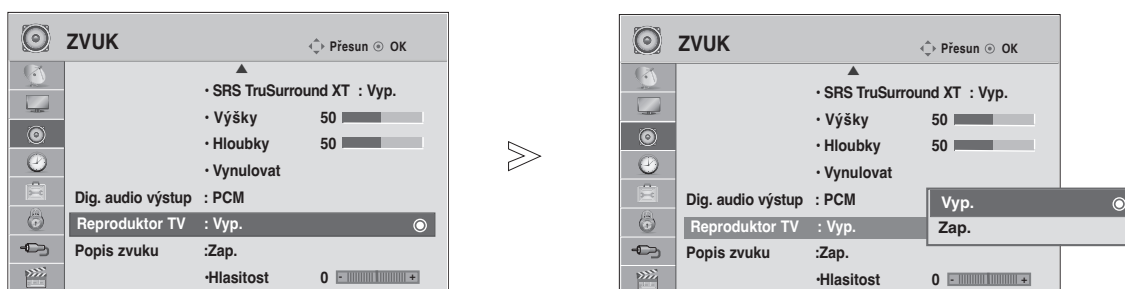 ZVUK
Přesun OK
• SRS TruSurround XT : Vyp.
• Výšky 50
• Hloubky 50
• Vynulovat
Dig. audio výstup : PCM
Reproduktor TV : Vyp.
Popis zvuku :Zap.
•Hlasitost 0 - +
ZVUK
Přesun OK
• SRS TruSurround XT : Vyp.
• Výšky 50
• Hloubky 50
• Vynulovat
Dig. audio výstup : PCM
Reproduktor TV : Vyp.
Popis zvuku :Zap.
•Hlasitost 0 - +
Vyp.
Zap.